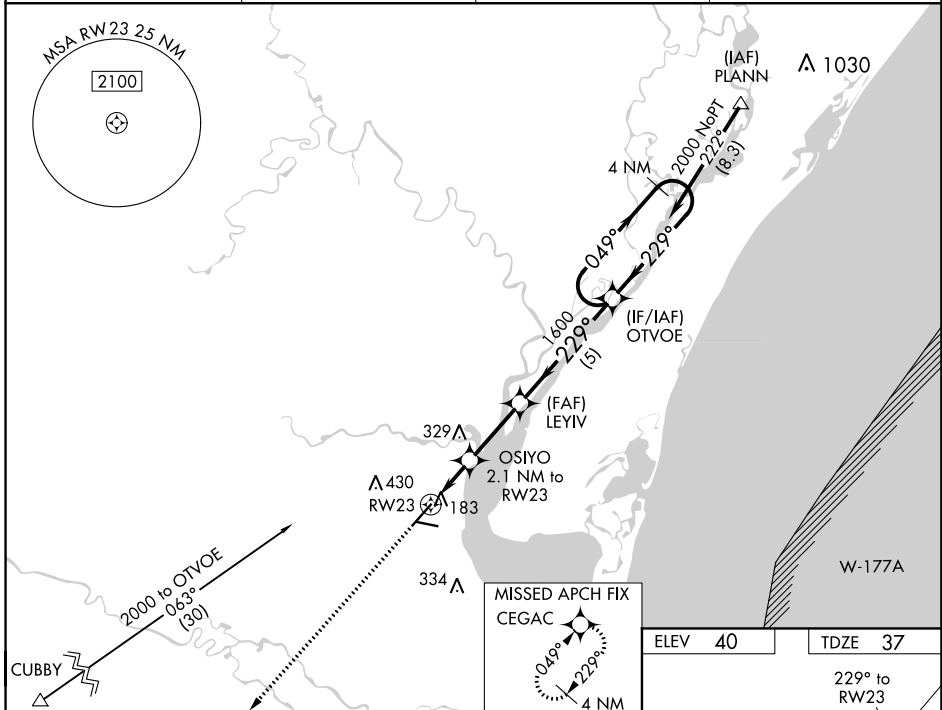 MSA RW23 25 NM
2100
(IAF)
PLANN
1030
2000 NoPT
222°
(8.3)
4 NM
049°
229°
(IF/IAF)
OTVOE
1600
229°
(5)
(FAF)
LEYIV
329
OSIYO
2.1 NM to
RW23
430
RW23
183
334
W-177A
2000 to OTVOE
063°
(30)
CUBBY
MISSED APCH FIX
CEGAC
049°
229°
4 NM
ELEV 40
TDZE 37
229° to
RW23